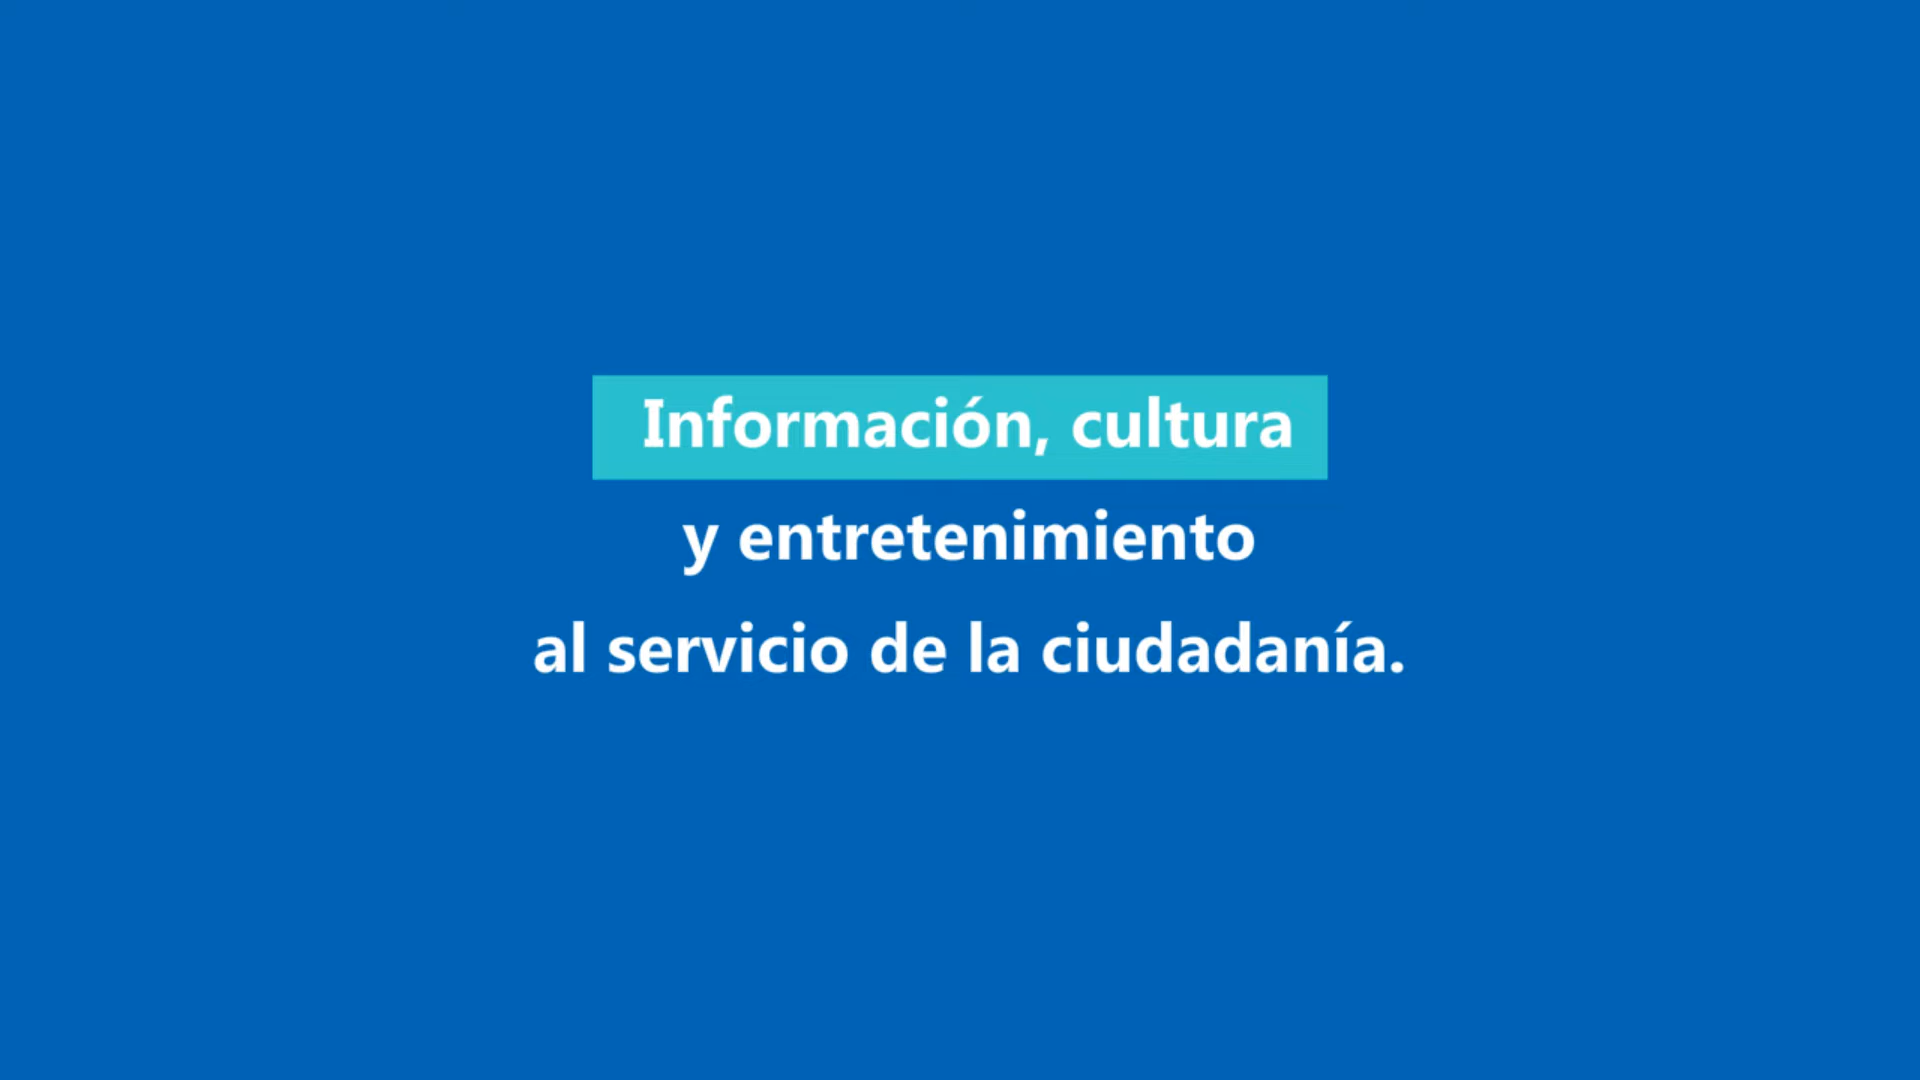 Información, cultura
y entretenimiento
al servicio de la ciudadanía.